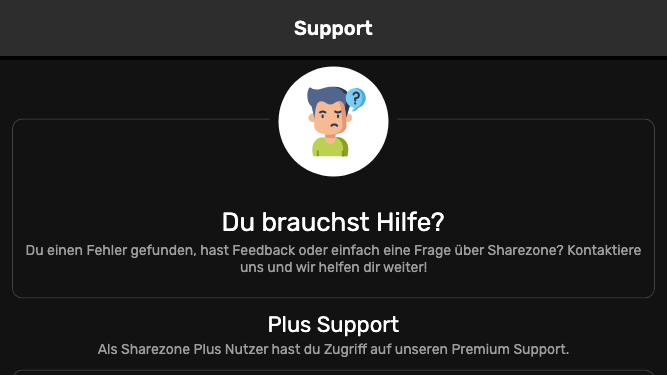 Support
?
Du brauchst Hilfe?
Du einen Fehler gefunden, hast Feedback oder einfach eine Frage über Sharezone? Kontaktiere
uns und wir helfen dir weiter!
Plus Support
Als Sharezone Plus Nutzer hast du Zugriff auf unseren Premium Support.